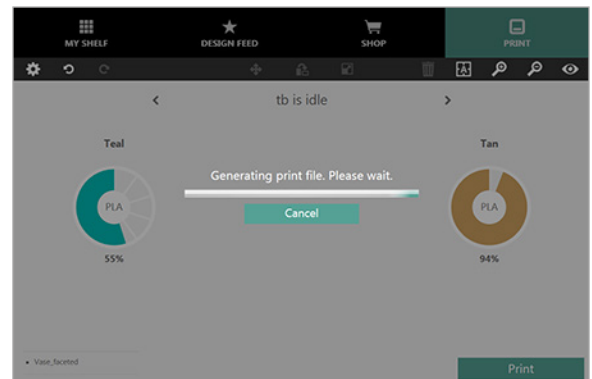 MY SHELF
DESIGN FEED
SHOP
PRINT
tb is idle
Teal
Tan
Generating print file. Please wait.
PLA
Cancel
PLA
55%
94%
Vase_faceted
Print